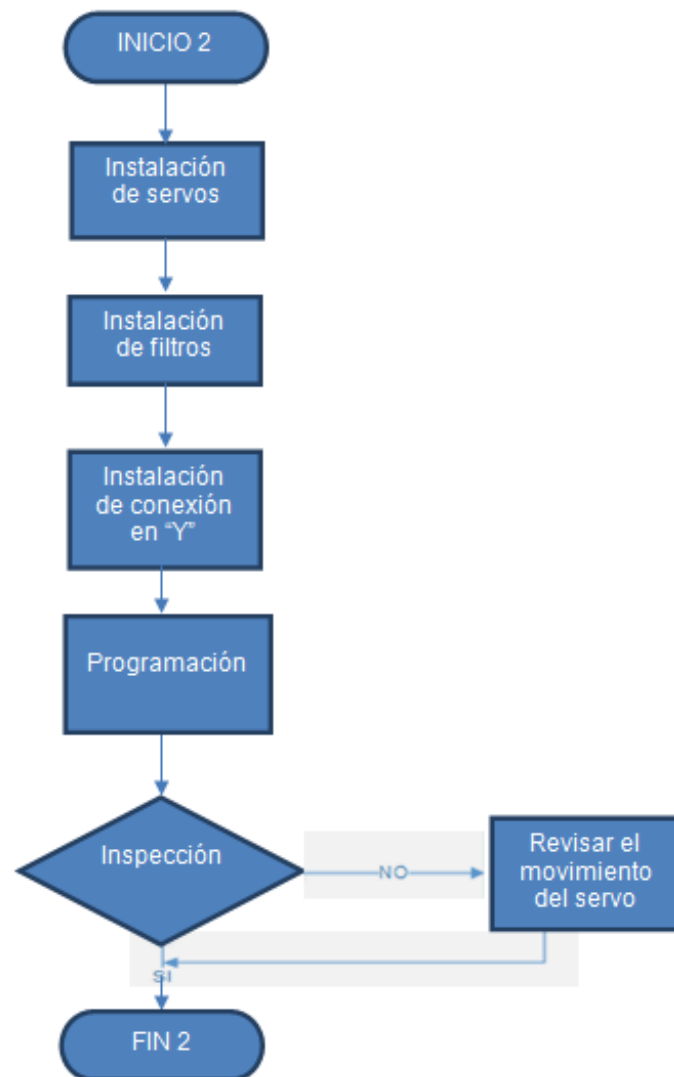 INICIO 2
Instalación
de servos
Instalación
de filtros
Instalación
de conexión
en “Y”
Programación
Inspección
NO
Revisar el
movimiento
del servo
SI
FIN 2